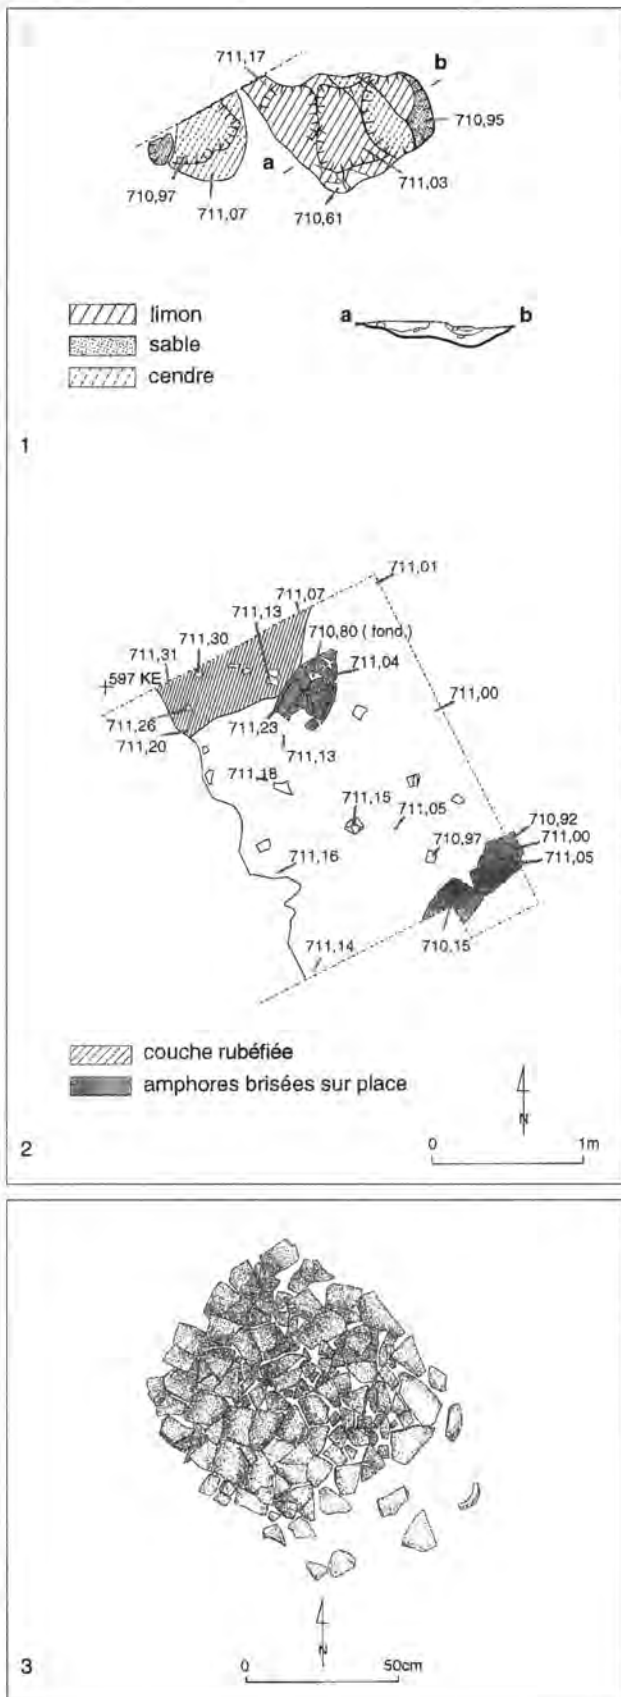 711,17
b
710,95
a
711,03
710,97
711,07
710,61
limon
a
b
sable
cendre
1
711,01
711,07
711,13
711,30
710,80 ( fond.)
711,31
711,04
597 KE
711,00
711,26
711,23
711,20
711,13
711,18
711,15
711,05
710,92
710,97
711,00
711,05
711,16
710,15
711,14
couche rubéfiée
amphores brisées sur place
N
0
1m
2
N
0
50cm
3